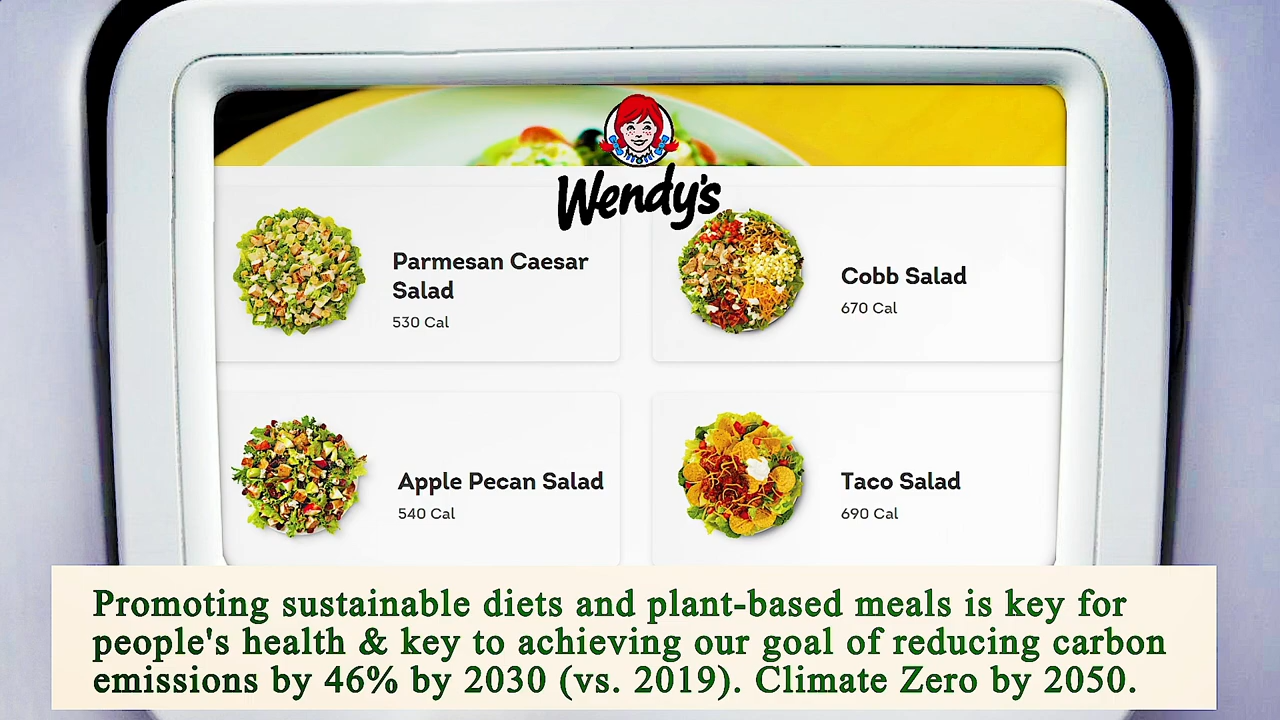 Wendy's
Parmesan Caesar
Salad
530 Cal
Cobb Salad
670 Cal
Apple Pecan Salad
540 Cal
Taco Salad
690 Cal
Promoting sustainable diets and plant-based meals is key for
people's health & key to achieving our goal of reducing carbon
emissions by 46% by 2030 (vs. 2019). Climate Zero by 2050.